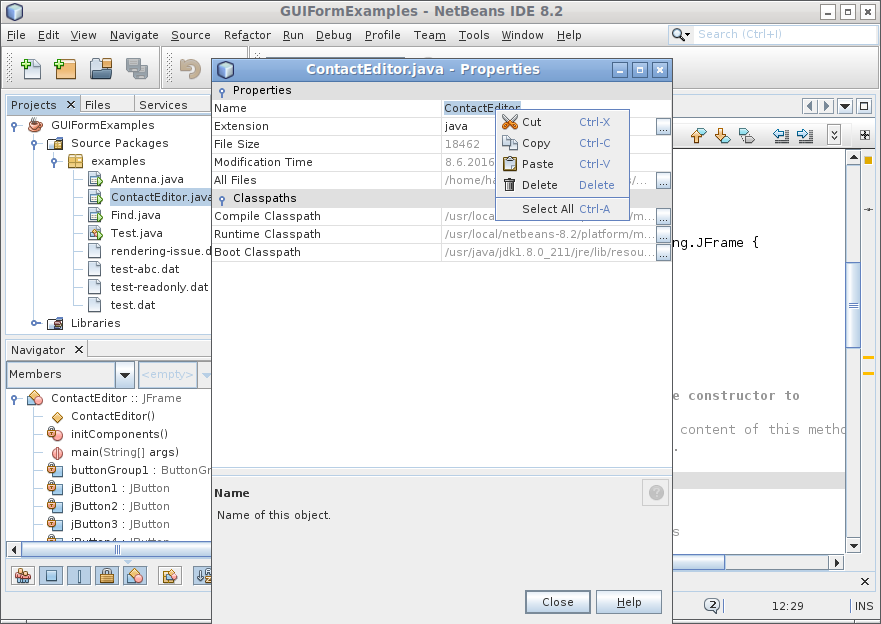 GUIFormExamples - NetBeans IDE 8.2
File Edit View Navigate Source Refactor Run Debug Profile Team Tools Window Help
Search (Ctrl+I)
ContactEditor.java - Properties
Projects Files Services
GUIFormExamples
Source Packages
examples
Antenna.java
ContactEditor.java
Find.java
Test.java
rendering-issue.d
test-abc.dat
test-readonly.dat
test.dat
Libraries
Properties
Name ContactEditor
Extension java ...
File Size 18462
Modification Time 8.6.2016
All Files /home/ha /... ...
Classpaths
Compile Classpath /usr/loca /m... ...
Runtime Classpath /usr/local/netbeans-8.2/platform/m... ...
Boot Classpath /usr/java/jdk1.8.0_211/jre/lib/resou... ...
Cut Ctrl-X
Copy Ctrl-C
Paste Ctrl-V
Delete Delete
Select All Ctrl-A
ng.JFrame {
e constructor to
content of this metho
.
s
Navigator
Members <empty>
ContactEditor :: JFrame
ContactEditor()
initComponents()
main(String[] args)
buttonGroup1 : ButtonGr
jButton1 : JButton
jButton2 : JButton
jButton3 : JButton
jButton4 : JButton
Name
Name of this object.
?
Close Help
2
12:29
INS